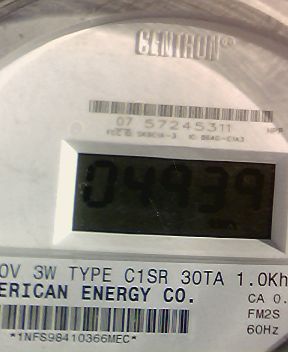 CENTRON®
07 57245311
04939
0V 3W TYPE C1SR 30TA 1.0Kh
ERICAN ENERGY CO.
CA 0.
FM2S
60Hz
*1NFS98410366MEC*